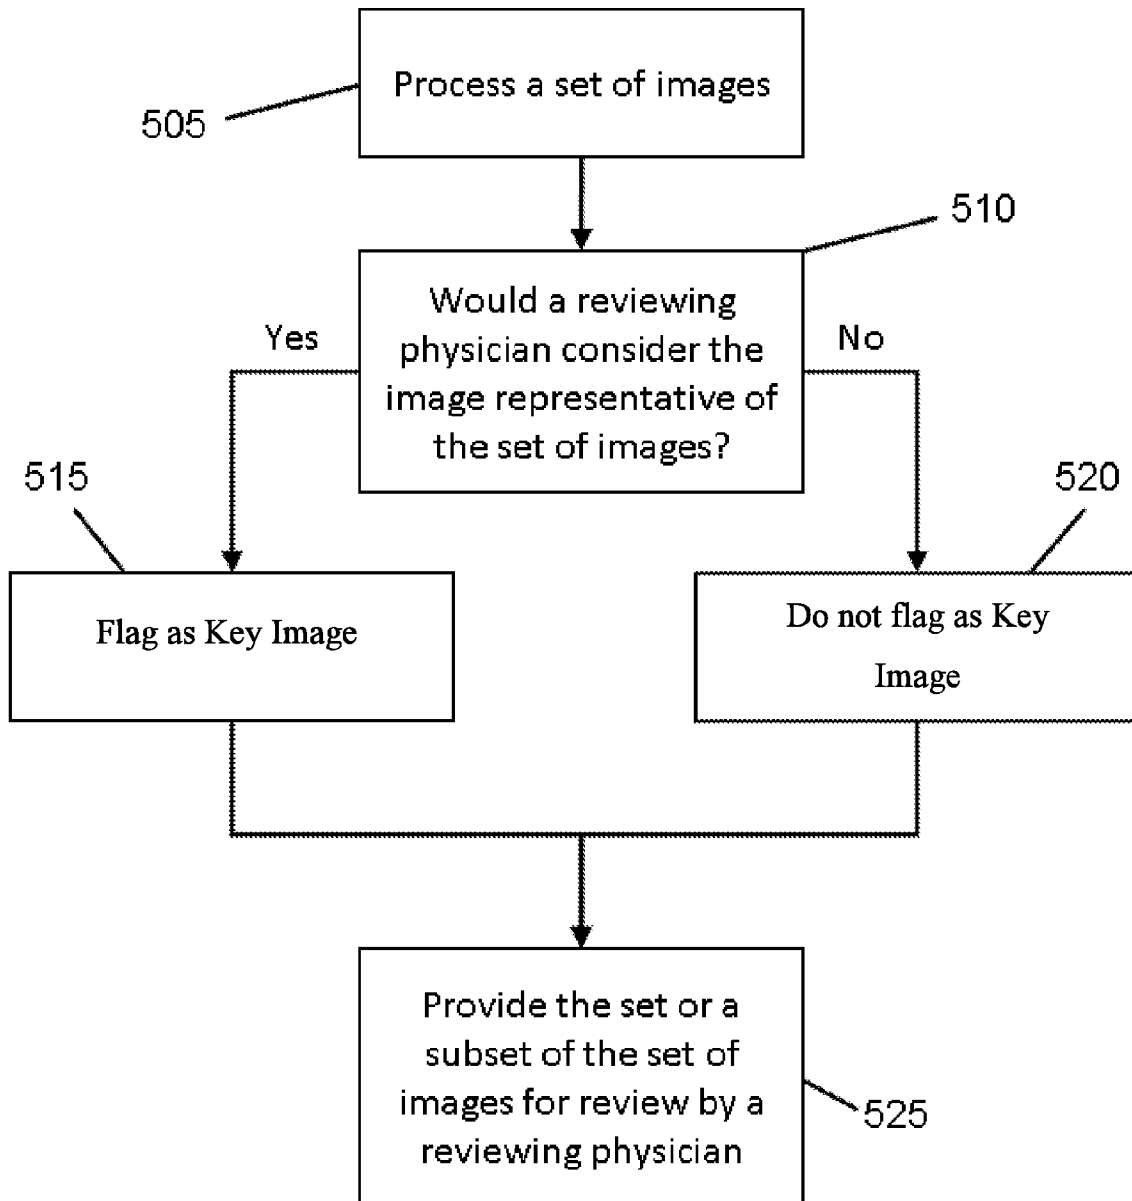 Process a set of images
505
510
Would a reviewing
physician consider the
image representative of
the set of images?
Yes
No
515
520
Flag as Key Image
Do not flag as Key
Image
Provide the set or a
subset of the set of
images for review by a
reviewing physician
525